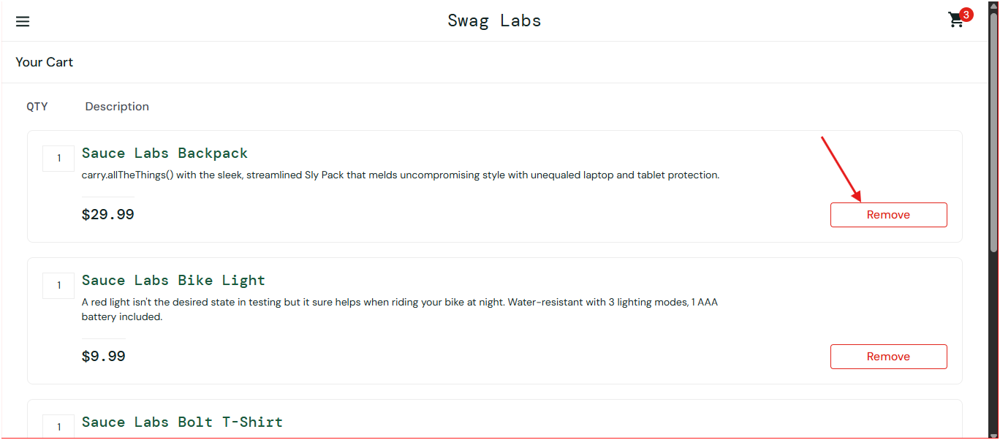 Swag Labs
3
Your Cart
QTY Description
1 Sauce Labs Backpack
carry.allTheThings() with the sleek, streamlined Sly Pack that melds uncompromising style with unequaled laptop and tablet protection.
$29.99 Remove
1 Sauce Labs Bike Light
A red light isn't the desired state in testing but it sure helps when riding your bike at night. Water-resistant with 3 lighting modes, 1 AAA
battery included.
$9.99 Remove
1 Sauce Labs Bolt T-Shirt